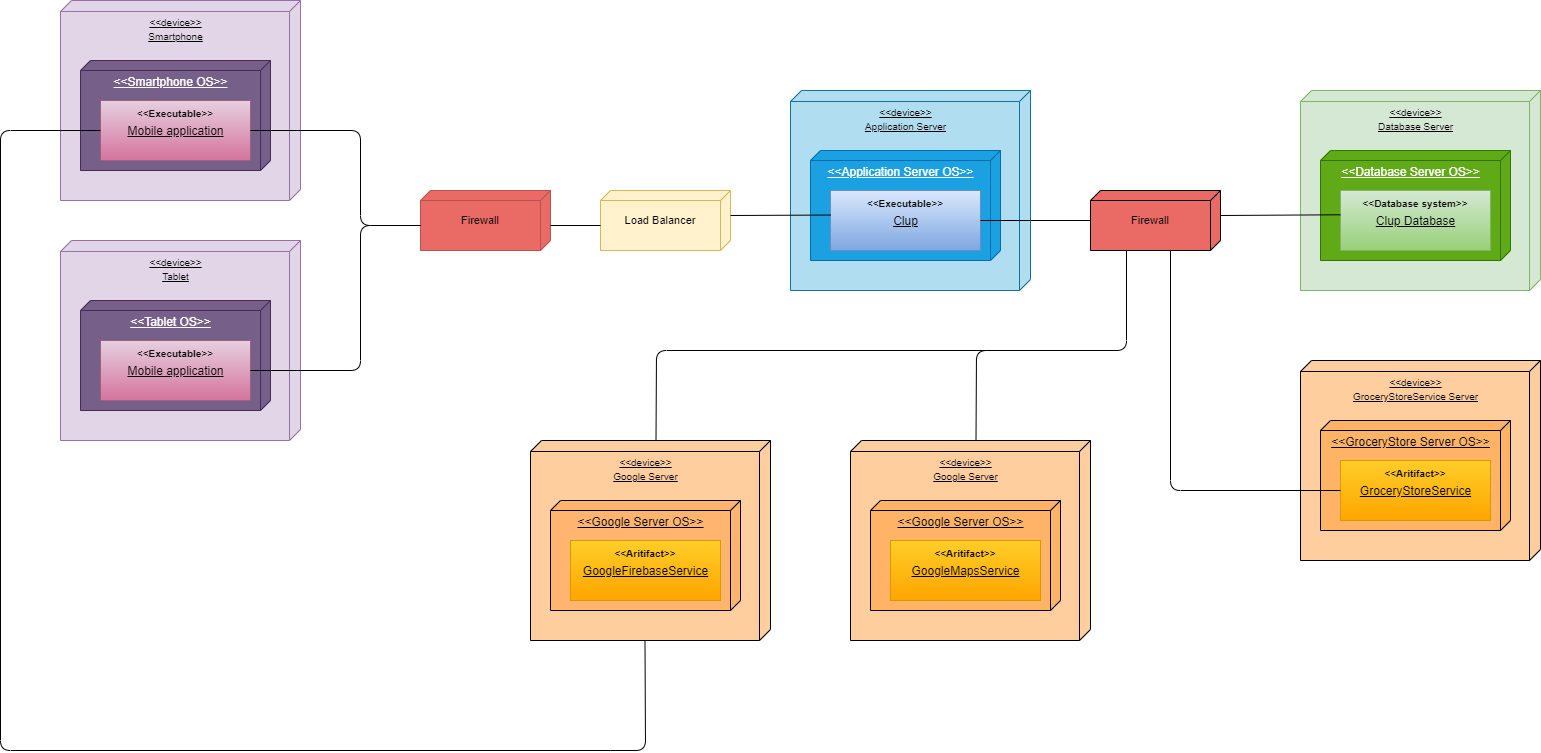 <<device>>
Smartphone
<<Smartphone OS>>
<<Executable>>
Mobile application
<<device>>
Tablet
<<Tablet OS>>
<<Executable>>
Mobile application
Firewall
Load Balancer
<<device>>
Application Server
<<Application Server OS>>
<<Executable>>
Clup
Firewall
<<device>>
Database Server
<<Database Server OS>>
<<Database system>>
Clup Database
<<device>>
GroceryStoreService Server
<<GroceryStore Server OS>>
<<Aritifact>>
GroceryStoreService
<<device>>
Google Server
<<Google Server OS>>
<<Aritifact>>
GoogleFirebaseService
<<device>>
Google Server
<<Google Server OS>>
<<Aritifact>>
GoogleMapsService